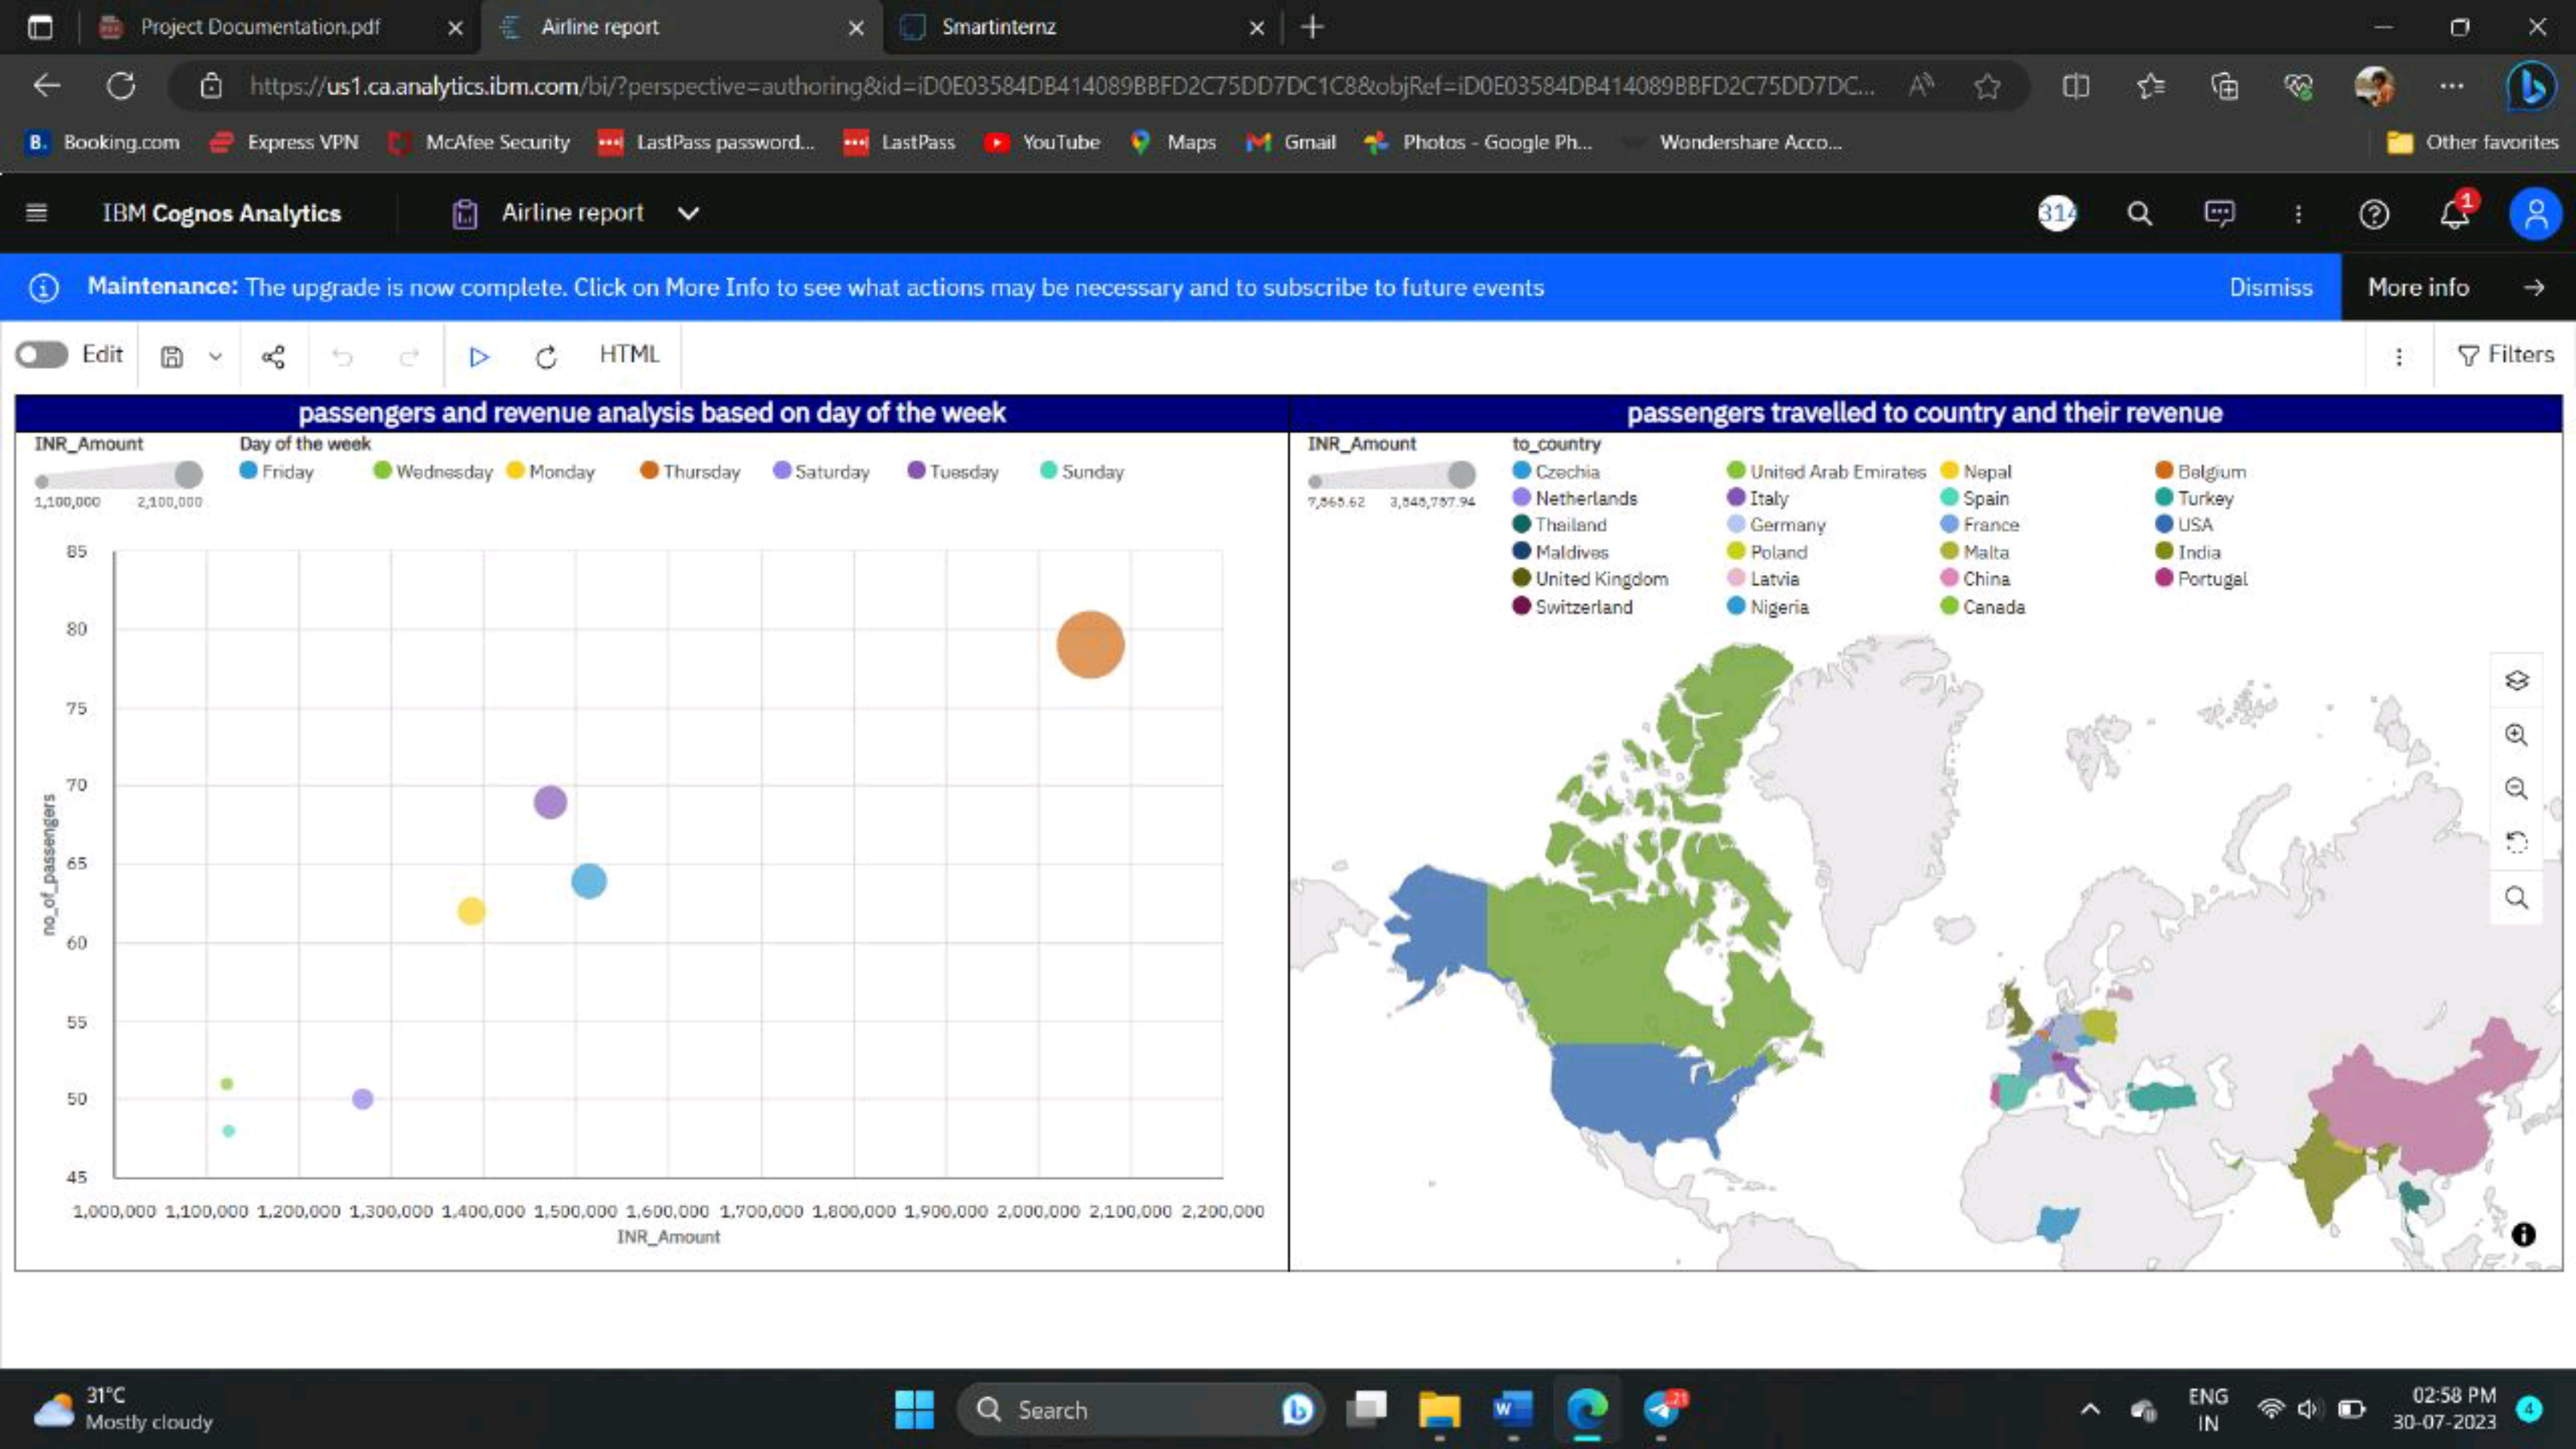 Project Documentation.pdf
Airline report
Smartinternz
https://us1.ca.analytics.ibm.com/bi/?perspective=authoring&id=iD0E03584DB414089BBFD2C75DD7DC1C8&objRef=iD0E03584DB414089BBFD2C75DD7DC...
B. Booking.com
Express VPN
McAfee Security
LastPass password...
LastPass
YouTube
Maps
Gmail
Photos - Google Ph...
Wondershare Acco...
Other favorites
IBM Cognos Analytics
Airline report
314
1
Maintenance: The upgrade is now complete. Click on More Info to see what actions may be necessary and to subscribe to future events
Dismiss
More info
Edit
HTML
Filters
passengers and revenue analysis based on day of the week
INR_Amount
1,100,000 2,100,000
Day of the week
Friday Wednesday Monday Thursday Saturday Tuesday Sunday
85
80
75
70
65
60
55
50
45
no_of_passengers
1,000,000 1,100,000 1,200,000 1,300,000 1,400,000 1,500,000 1,600,000 1,700,000 1,800,000 1,900,000 2,000,000 2,100,000 2,200,000
INR_Amount
passengers travelled to country and their revenue
INR_Amount
to_country
Czechia United Arab Emirates Nepal Belgium
Netherlands Italy Spain Turkey
Thailand Germany France USA
Maldives Poland Malta India
United Kingdom Latvia China Portugal
Switzerland Nigeria Canada
31°C
Mostly cloudy
Search
21
ENG
IN
02:58 PM
30-07-2023
4